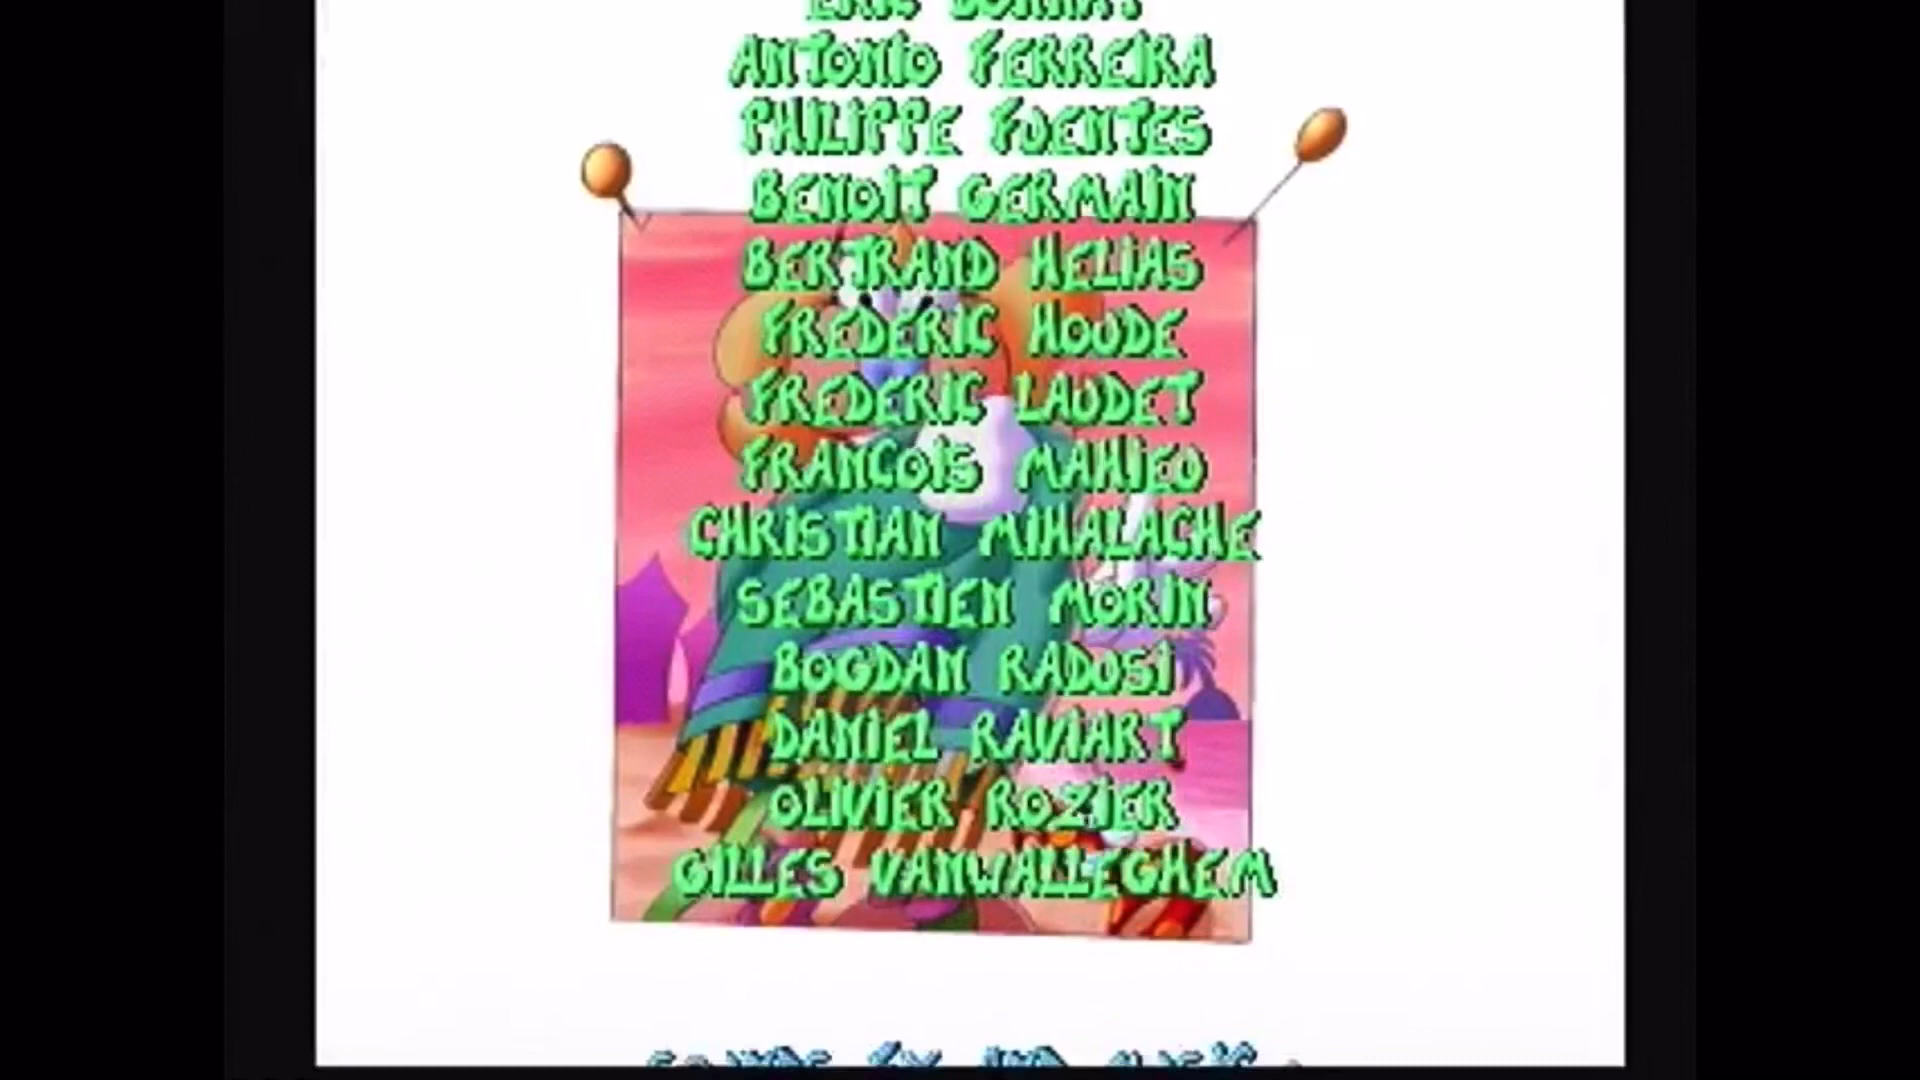 ANTONIO FERREIRA
PHILIPPE FUENTES
BENOIT GERMAIN
BERTRAND HELIAS
FREDERIC HOUDE
FREDERIC LAUDET
FRANCOIS MAHIEU
CHRISTIAN MIHALACHE
SEBASTIEN MORIN
BOGDAN RADUSI
DANIEL RAVIART
OLIVIER ROZIER
GILLES VANWALLEGHEM